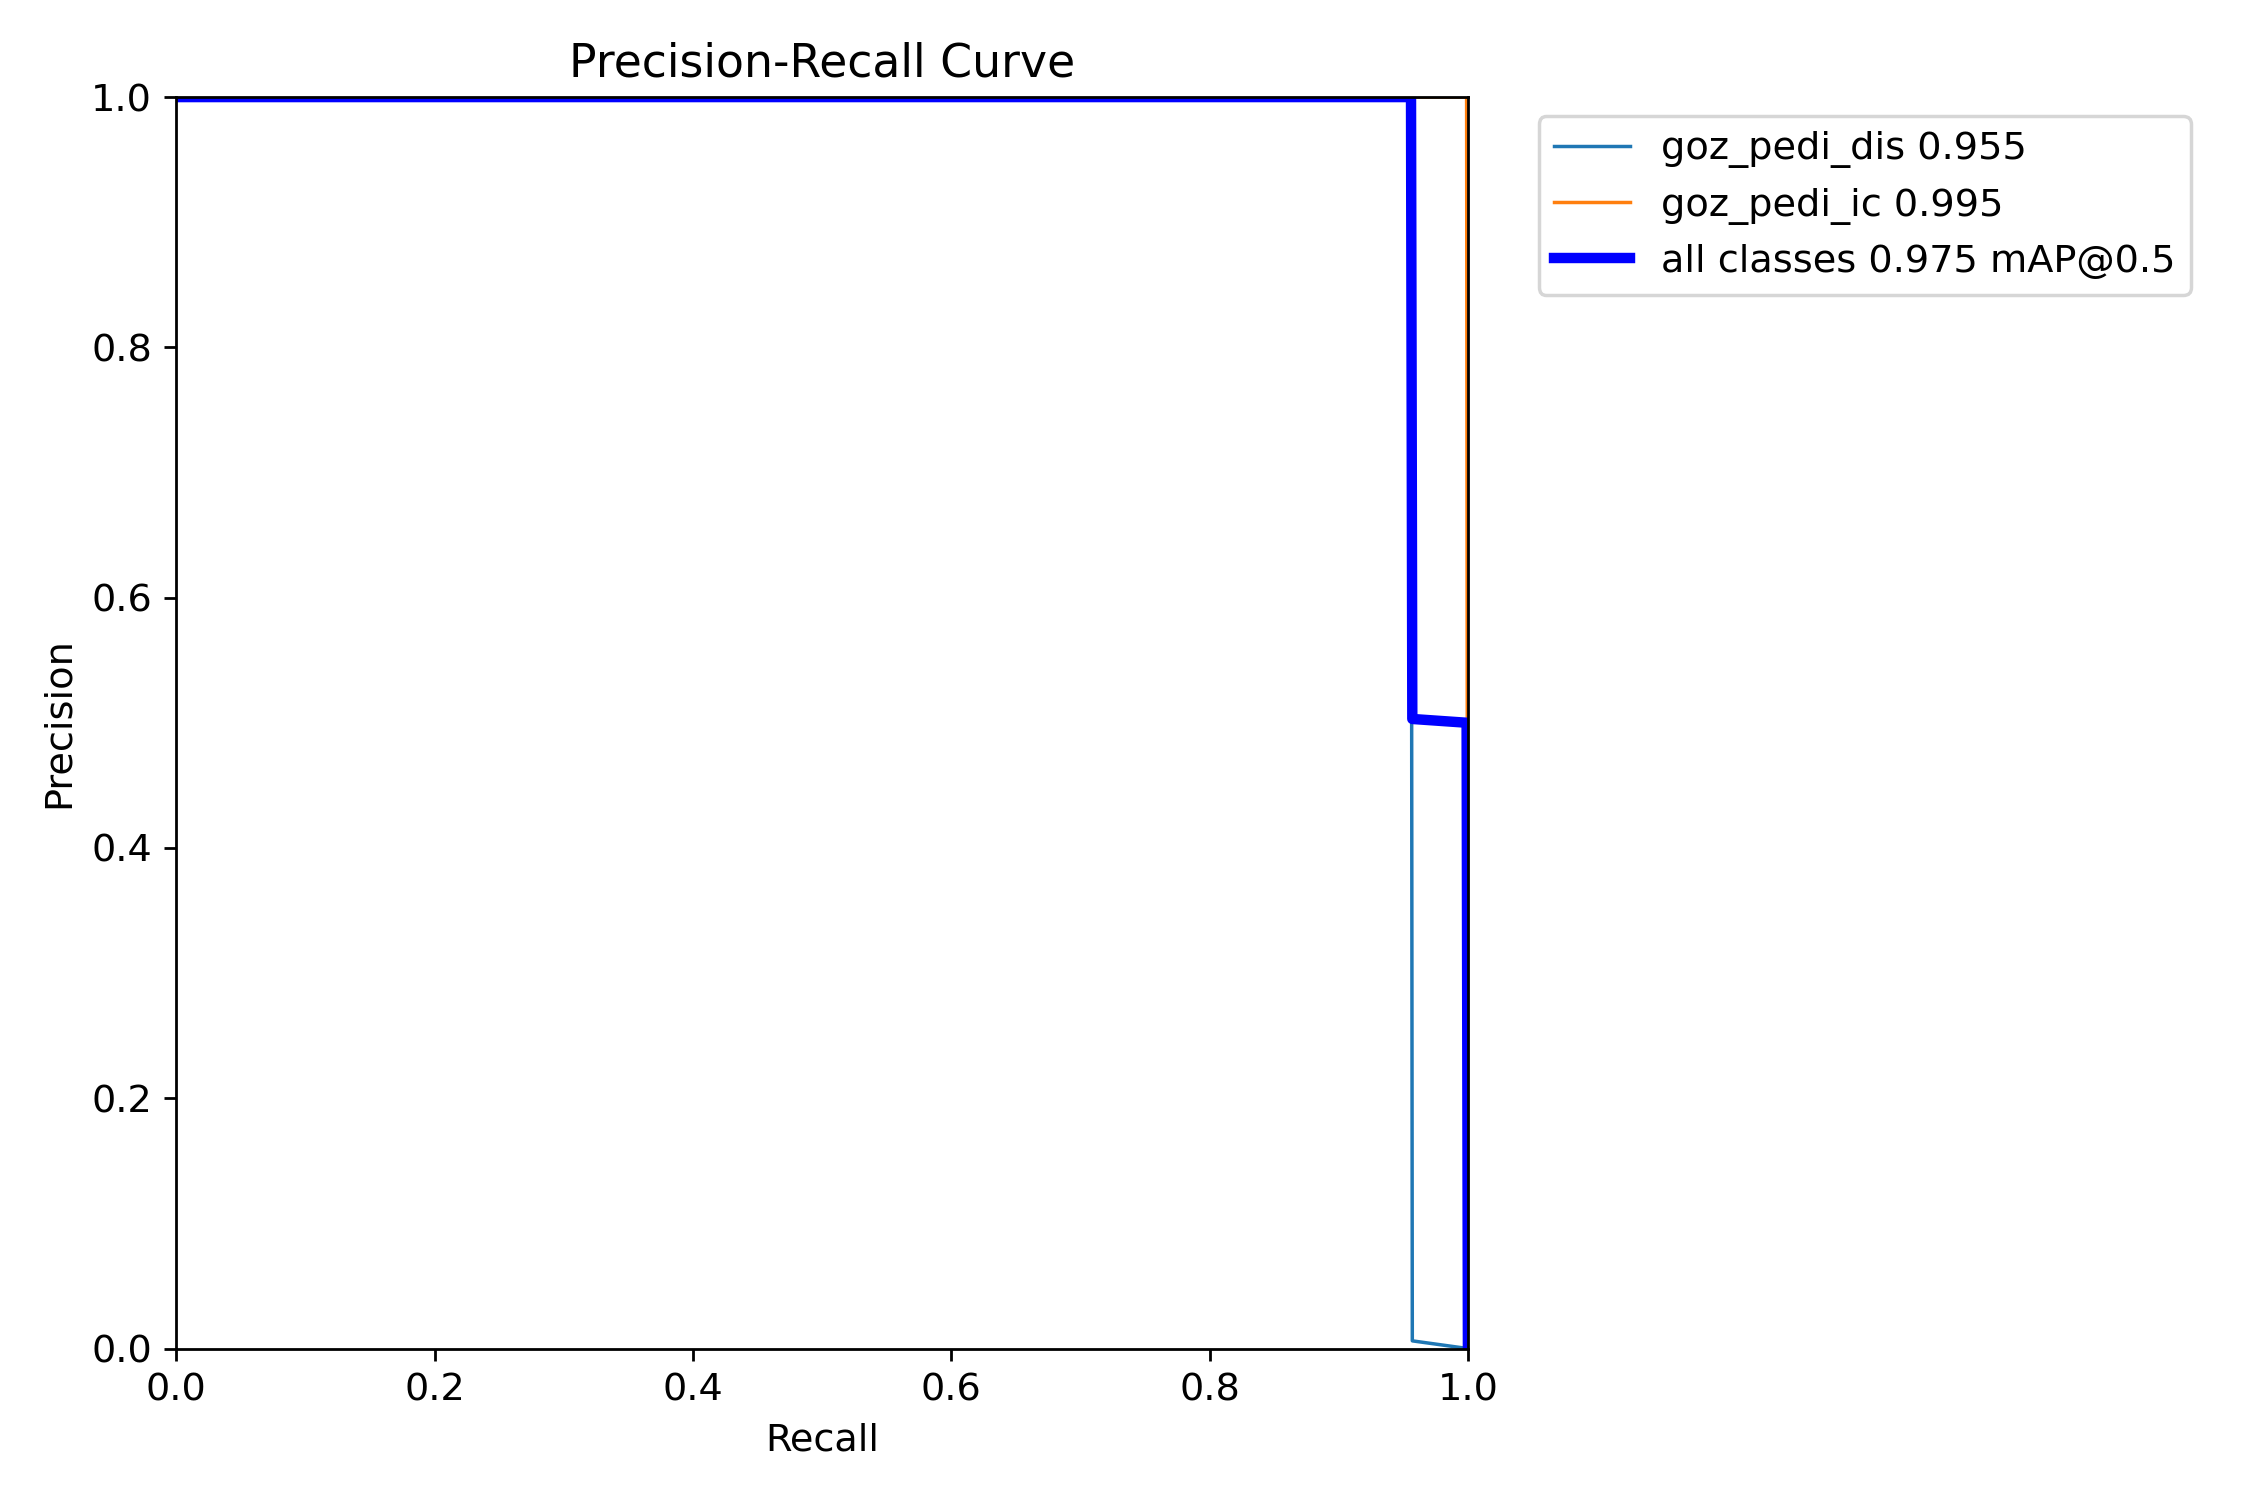 Precision-Recall Curve
1.0
0.8
0.6
0.4
0.2
0.0
Precision
0.0 0.2 0.4 0.6 0.8 1.0
Recall
goz_pedi_dis 0.955
goz_pedi_ic 0.995
all classes 0.975 mAP@0.5